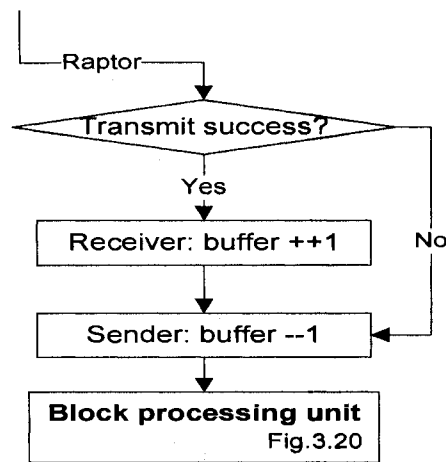 Raptor
Transmit success?
Yes
Receiver: buffer ++1
No
Sender: buffer --1
Block processing unit
Fig.3.20